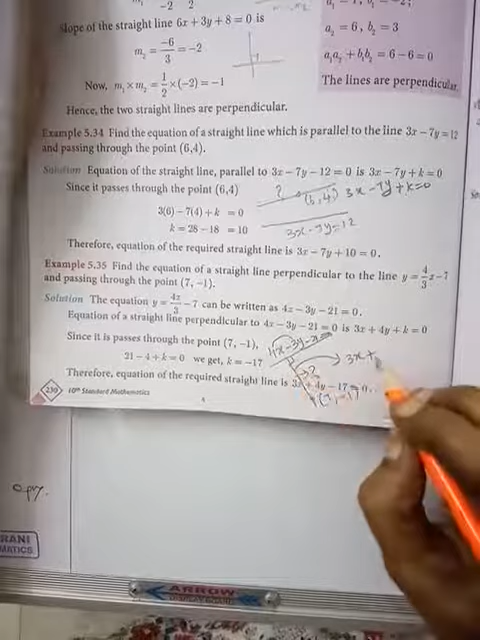 -2 2
Slope of the straight line 6x + 3y + 8 = 0 is
m₂ = -6/3 = -2
Now, m₁ × m₂ = 1/2 × (-2) = -1
Hence, the two straight lines are perpendicular.
a₂ = 6, b₂ = 3
a₁a₂ + b₁b₂ = 6 - 6 = 0
The lines are perpendicular.
Example 5.34 Find the equation of a straight line which is parallel to the line 3x - 7y = 12
and passing through the point (6,4).
Solution Equation of the straight line, parallel to 3x - 7y - 12 = 0 is 3x - 7y + k = 0
Since it passes through the point (6,4)
? (6,4) 3x - 7y + k = 0
3(6) - 7(4) + k = 0
k = 28 - 18 = 10
3x - 7y = 12
Therefore, equation of the required straight line is 3x - 7y + 10 = 0.
Example 5.35 Find the equation of a straight line perpendicular to the line y = 4/3 x - 7
and passing through the point (7, -1).
Solution The equation y = 4x/3 - 7 can be written as 4x - 3y - 21 = 0.
Equation of a straight line perpendicular to 4x - 3y - 21 = 0 is 3x + 4y + k = 0
Since it is passes through the point (7, -1),
21 - 4 + k = 0 we get, k = -17
3x +
Therefore, equation of the required straight line is 3x + 4y - 17 = 0.
(7, -1)
230 10th Standard Mathematics
RANI
MATICS
ARROW